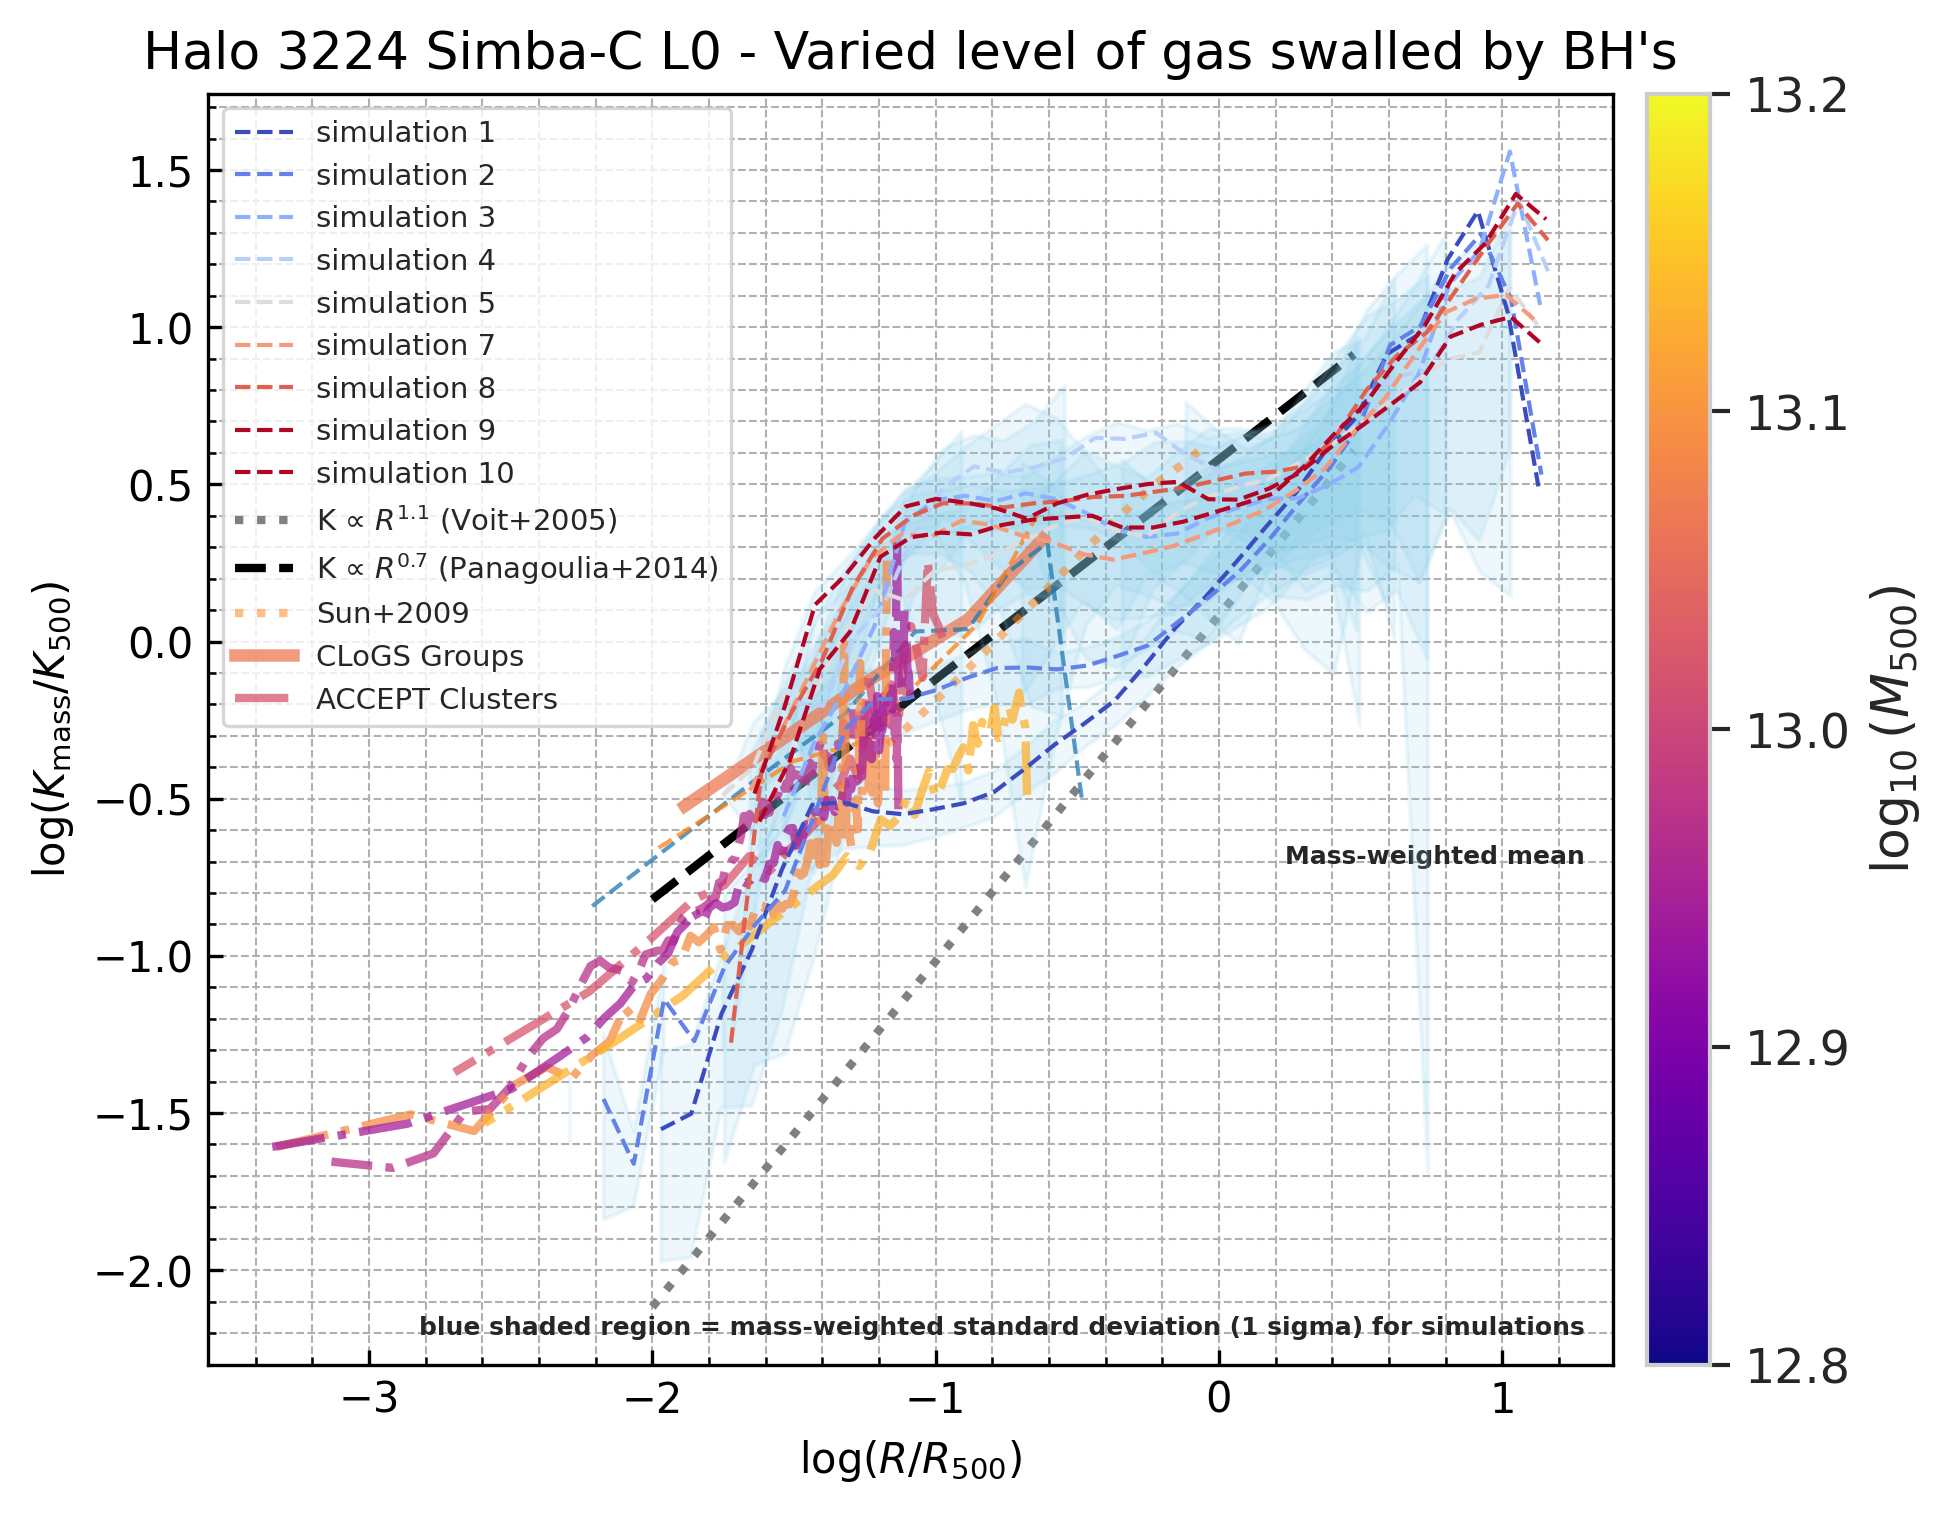 Halo 3224 Simba-C L0 - Varied level of gas swalled by BH's
simulation 1
simulation 2
simulation 3
simulation 4
simulation 5
simulation 7
simulation 8
simulation 9
simulation 10
K ∝ R^1.1 (Voit+2005)
K ∝ R^0.7 (Panagoulia+2014)
Sun+2009
CLoGS Groups
ACCEPT Clusters
1.5
1.0
0.5
0.0
−0.5
−1.0
−1.5
−2.0
log(K_mass/K_500)
Mass-weighted mean
blue shaded region = mass-weighted standard deviation (1 sigma) for simulations
−3
−2
−1
0
1
log(R/R_500)
13.2
13.1
13.0
12.9
12.8
log_10 (M_500)